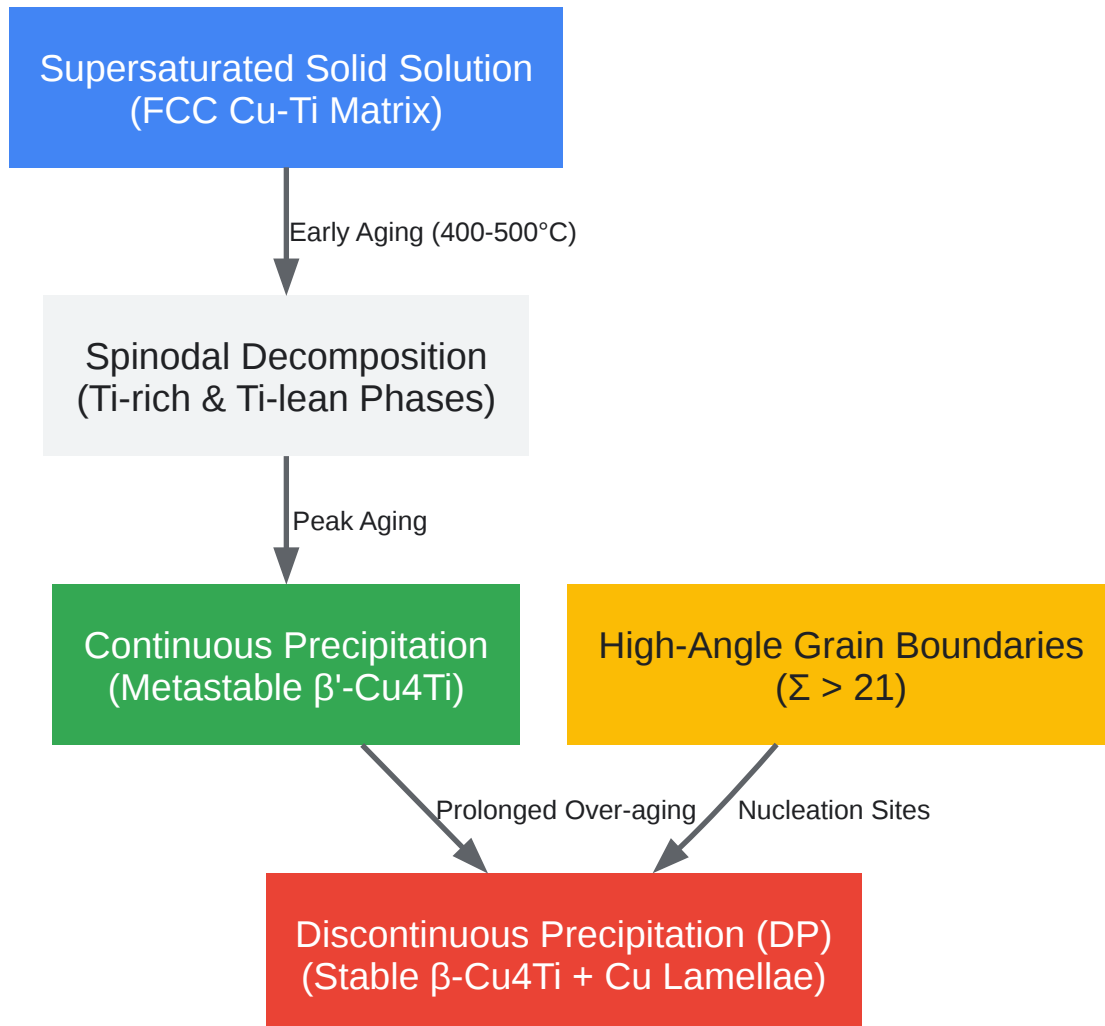 Supersaturated Solid Solution
(FCC Cu-Ti Matrix)
Early Aging (400-500°C)
Spinodal Decomposition
(Ti-rich & Ti-lean Phases)
Peak Aging
Continuous Precipitation
(Metastable β'-Cu4Ti)
High-Angle Grain Boundaries
(Σ > 21)
Prolonged Over-aging
Nucleation Sites
Discontinuous Precipitation (DP)
(Stable β-Cu4Ti + Cu Lamellae)